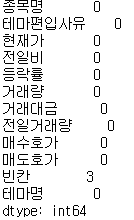 종목명 0
테마편입사유 0
현재가 0
전일비 0
등락률 0
거래량 0
거래대금 0
전일거래량 0
매수호가 0
매도호가 0
빈칸 3
테마명 0
dtype: int64